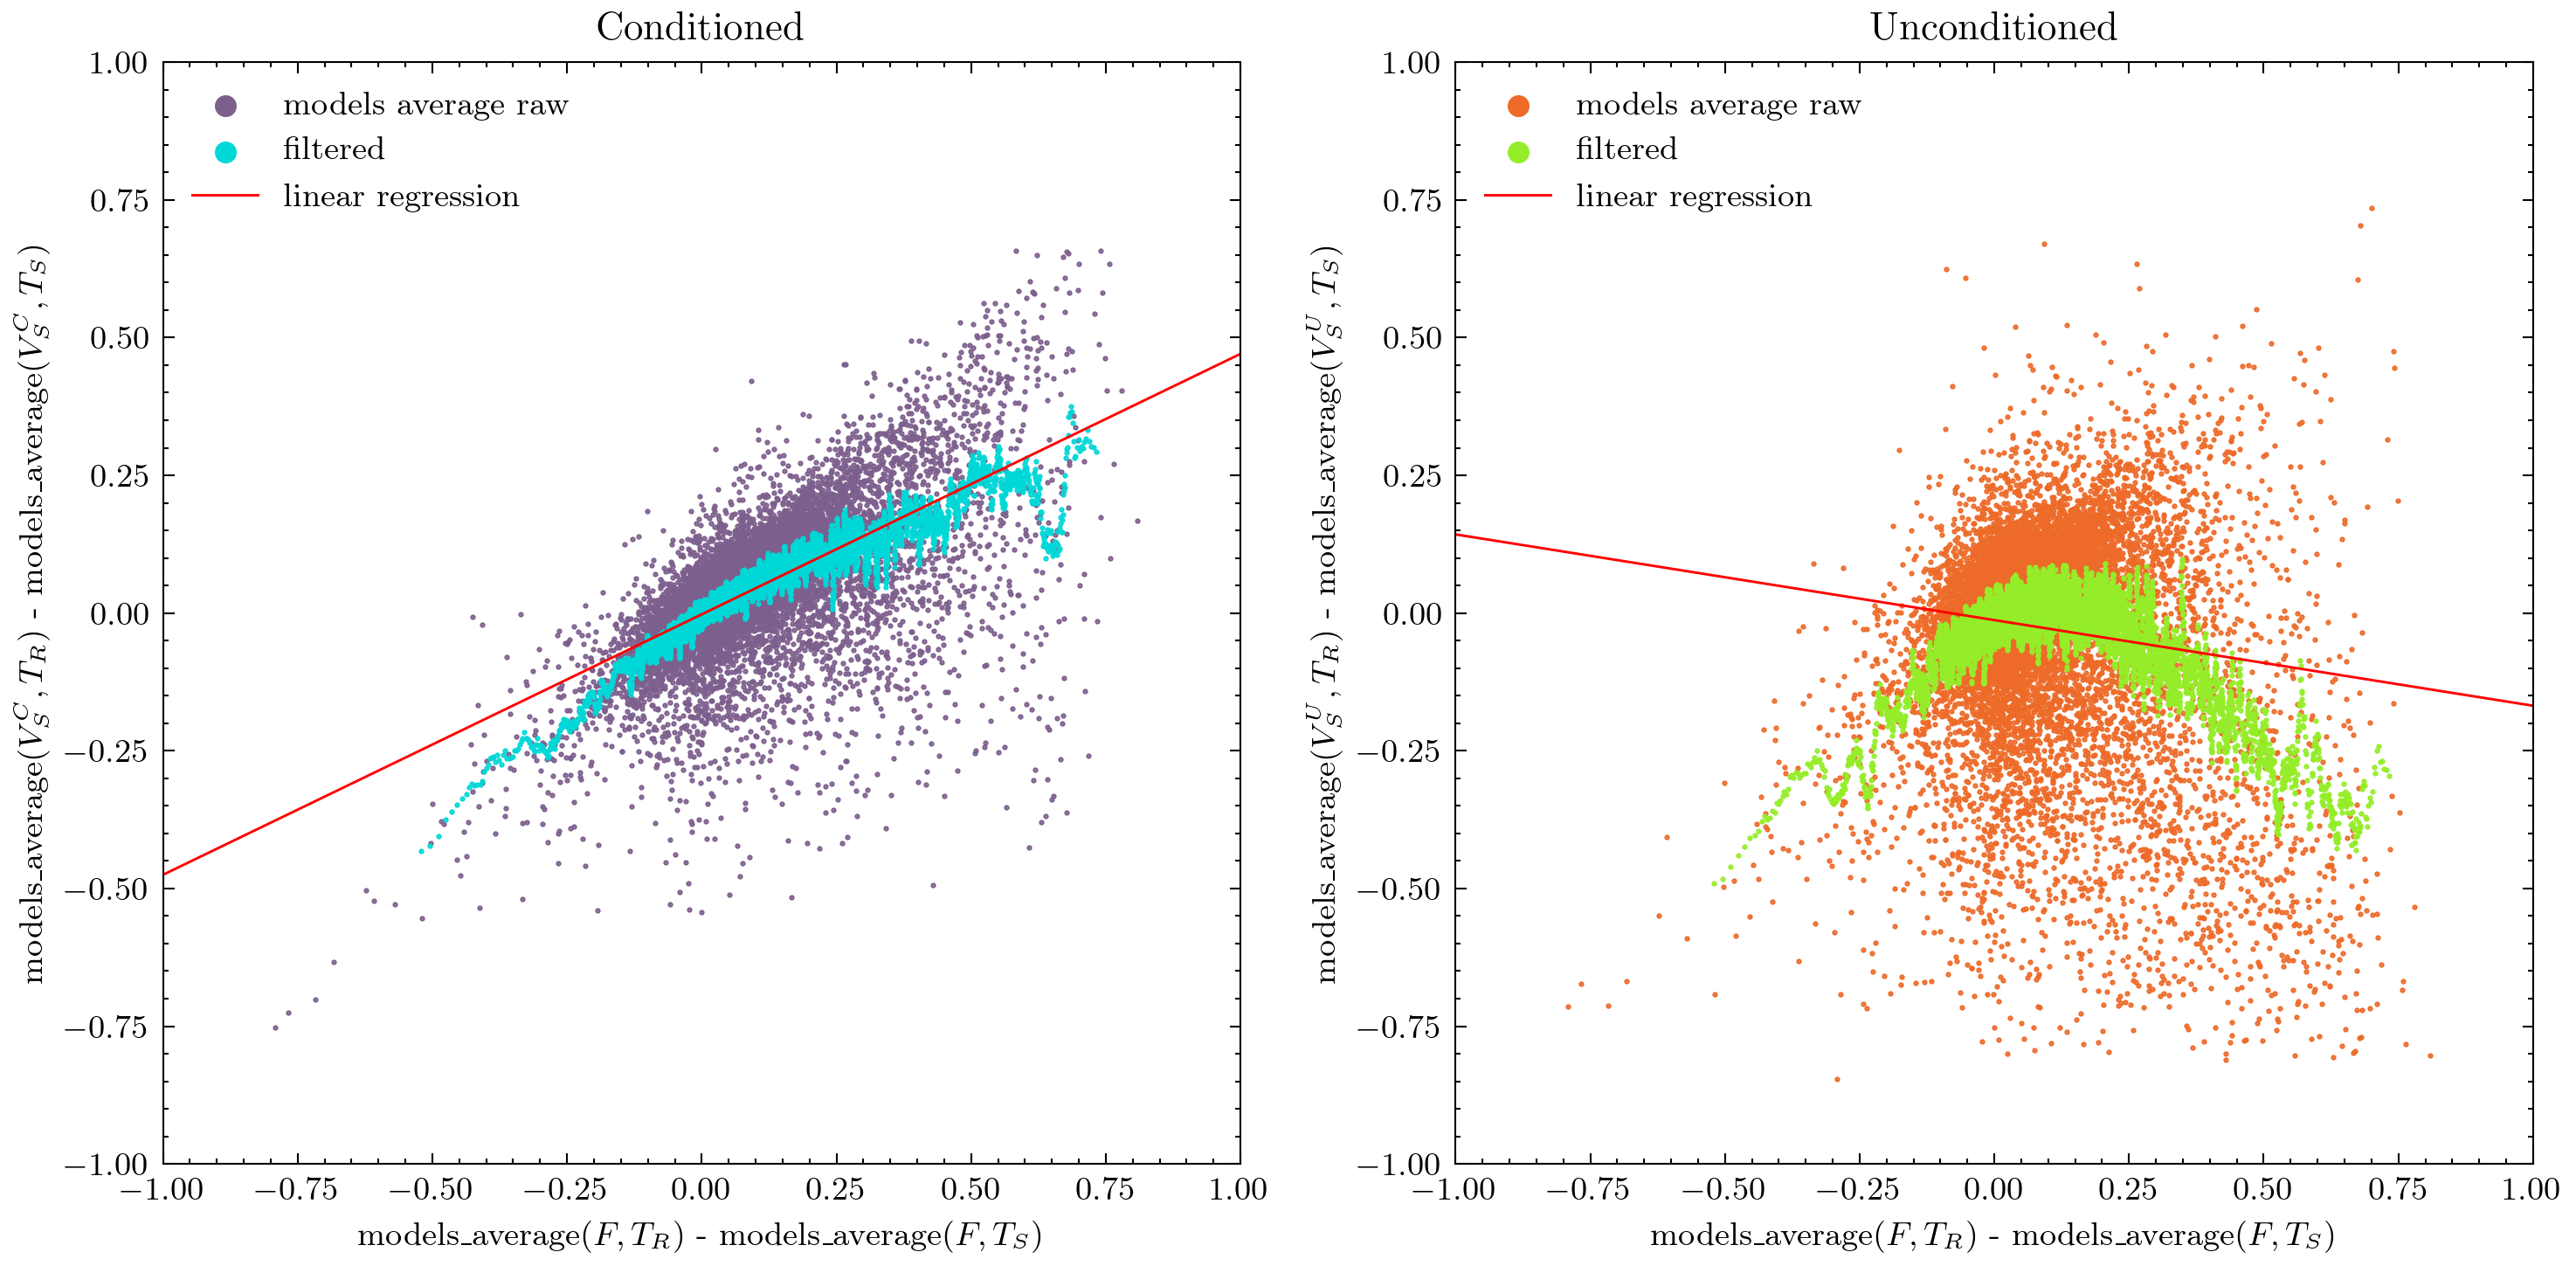 Conditioned
models average raw
filtered
linear regression
1.00
0.75
0.50
0.25
0.00
−0.25
−0.50
−0.75
−1.00
−1.00 −0.75 −0.50 −0.25 0.00 0.25 0.50 0.75 1.00
models_average(F, T_R) - models_average(F, T_S)
models_average(V_S^C, T_R) - models_average(V_S^C, T_S)
Unconditioned
models average raw
filtered
linear regression
1.00
0.75
0.50
0.25
0.00
−0.25
−0.50
−0.75
−1.00
−1.00 −0.75 −0.50 −0.25 0.00 0.25 0.50 0.75 1.00
models_average(F, T_R) - models_average(F, T_S)
models_average(V_S^U, T_R) - models_average(V_S^U, T_S)